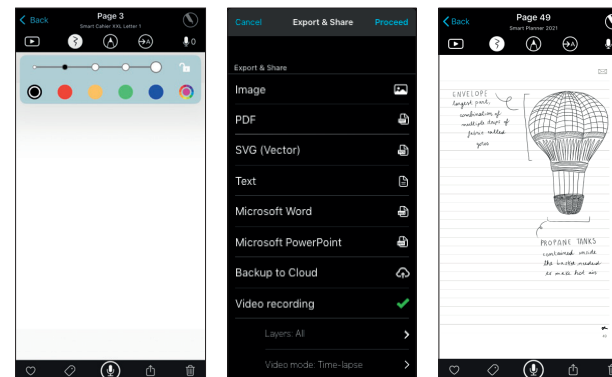 Back
Page 3
Smart Cahier XXL Letter 1
A
0
Cancel
Export & Share
Proceed
Export & Share
Image
PDF
SVG (Vector)
Text
Microsoft Word
Microsoft PowerPoint
Backup to Cloud
Video recording
Layers: All
Video mode: Time-lapse
Back
Page 49
Smart Planner 2021
A
ENVELOPE
longest part,
combination of
multiple drops of
fabric called
gores
PROPANE TANKS
contained inside
the basket needed
to make hot air